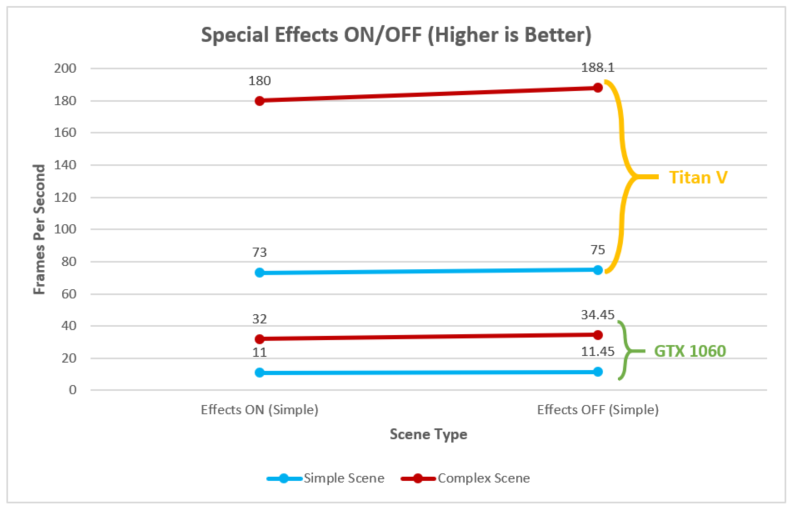 Special Effects ON/OFF (Higher is Better)
200
180
160
140
120
100
80
60
40
20
0
Frames Per Second
180
188.1
73
75
32
34.45
11
11.45
Titan V
GTX 1060
Effects ON (Simple)
Effects OFF (Simple)
Scene Type
Simple Scene
Complex Scene